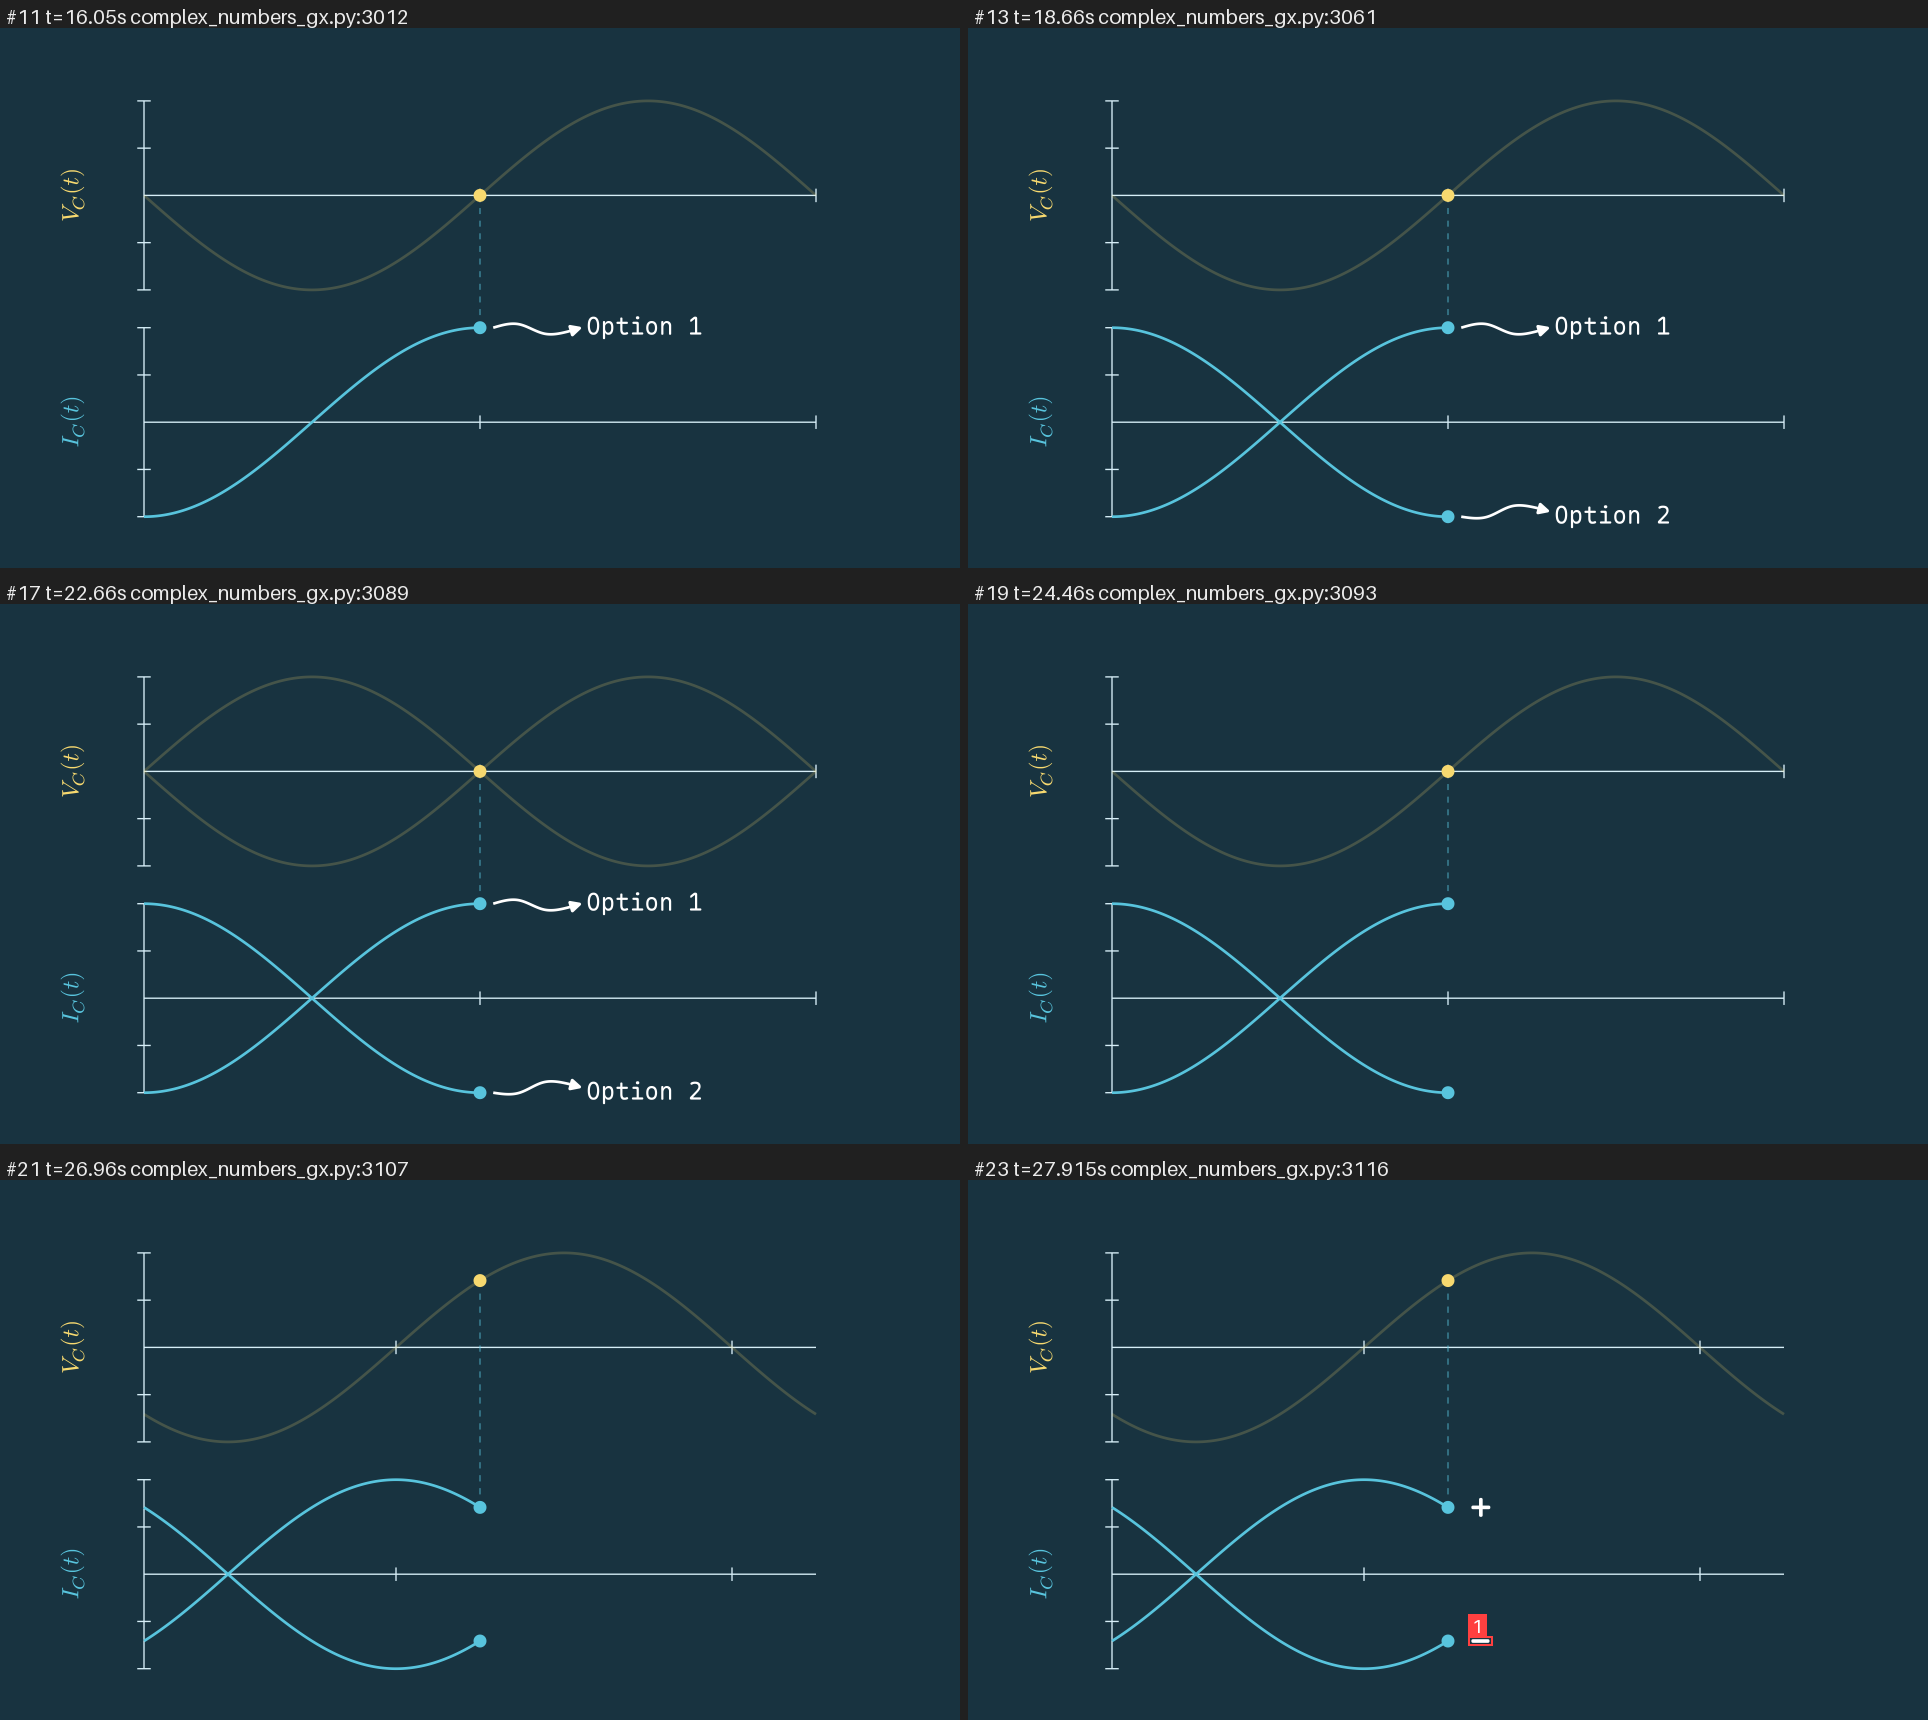 #11 t=16.05s complex_numbers_gx.py:3012
V_C(t)
Option 1
I_C(t)
#13 t=18.66s complex_numbers_gx.py:3061
V_C(t)
Option 1
I_C(t)
Option 2
#17 t=22.66s complex_numbers_gx.py:3089
V_C(t)
Option 1
I_C(t)
Option 2
#19 t=24.46s complex_numbers_gx.py:3093
V_C(t)
I_C(t)
#21 t=26.96s complex_numbers_gx.py:3107
V_C(t)
I_C(t)
#23 t=27.915s complex_numbers_gx.py:3116
V_C(t)
+
I_C(t)
1
−